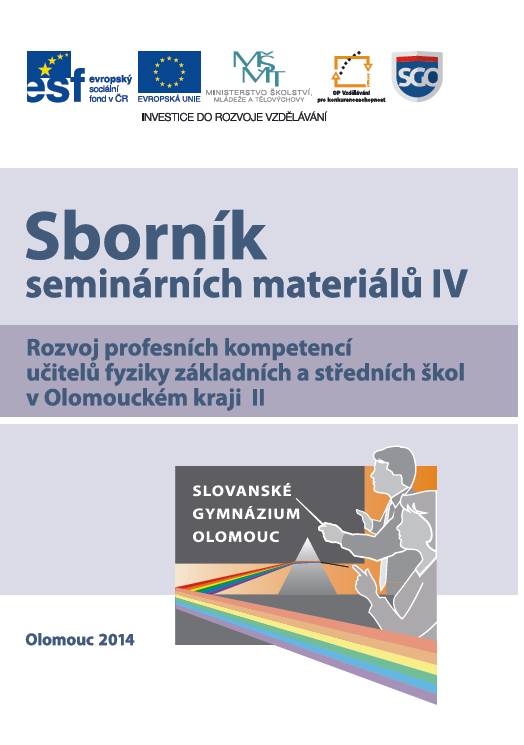 esf evropský
sociální
fond v ČR
EVROPSKÁ UNIE
MŠMT
MINISTERSTVO ŠKOLSTVÍ,
MLÁDEŽE A TĚLOVÝCHOVY
OP Vzdělávání
pro konkurenceschopnost
SGO
INVESTICE DO ROZVOJE VZDĚLÁVÁNÍ
Sborník
seminárních materiálů IV
Rozvoj profesních kompetencí
učitelů fyziky základních a středních škol
v Olomouckém kraji II
SLOVANSKÉ
GYMNÁZIUM
OLOMOUC
Olomouc 2014